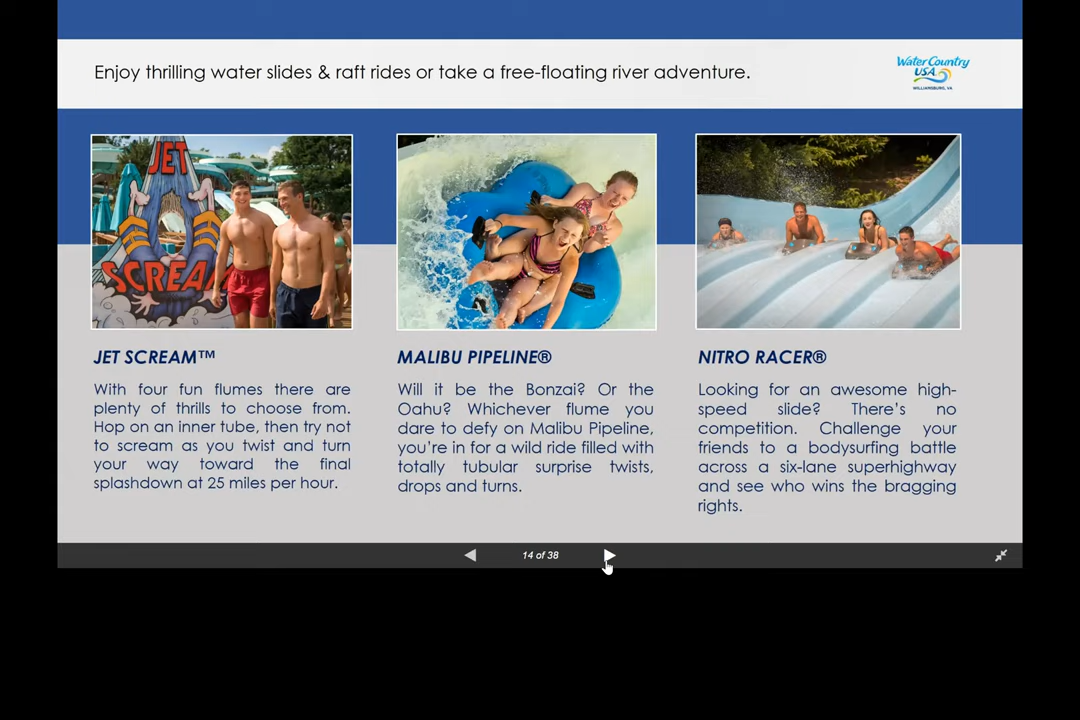 Enjoy thrilling water slides & raft rides or take a free-floating river adventure.
Water Country
USA
WILLIAMSBURG, VA
JET
SCREAM
JET SCREAM™
With four fun flumes there are
plenty of thrills to choose from.
Hop on an inner tube, then try not
to scream as you twist and turn
your way toward the final
splashdown at 25 miles per hour.
MALIBU PIPELINE®
Will it be the Bonzai? Or the
Oahu? Whichever flume you
dare to defy on Malibu Pipeline,
you're in for a wild ride filled with
totally tubular surprise twists,
drops and turns.
NITRO RACER®
Looking for an awesome high-
speed slide? There's no
competition. Challenge your
friends to a bodysurfing battle
across a six-lane superhighway
and see who wins the bragging
rights.
14 of 38